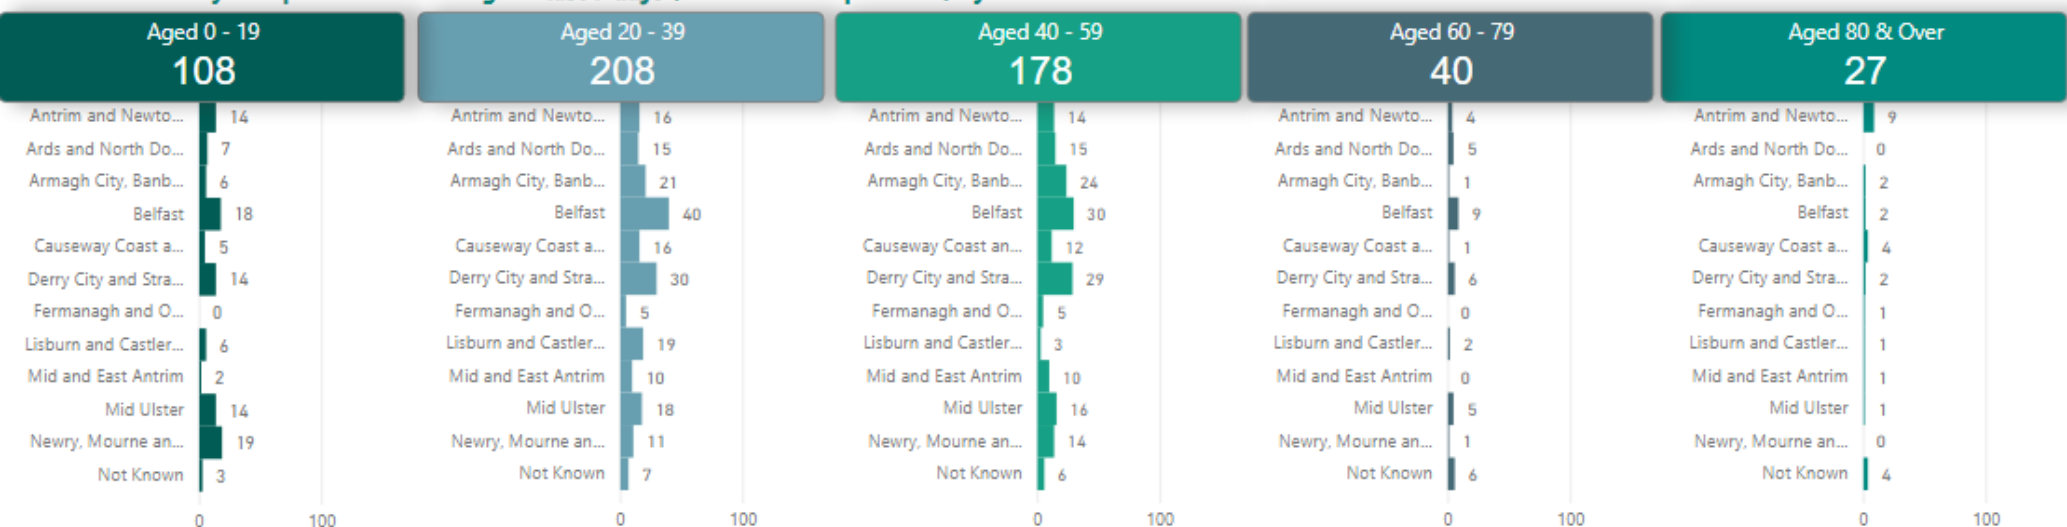 Aged 0 - 19
108
Antrim and Newto... 14
Ards and North Do... 7
Armagh City, Banb... 6
Belfast 18
Causeway Coast a... 5
Derry City and Stra... 14
Fermanagh and O... 0
Lisburn and Castler... 6
Mid and East Antrim 2
Mid Ulster 14
Newry, Mourne an... 19
Not Known 3
0 100
Aged 20 - 39
208
Antrim and Newto... 16
Ards and North Do... 15
Armagh City, Banb... 21
Belfast 40
Causeway Coast a... 16
Derry City and Stra... 30
Fermanagh and O... 5
Lisburn and Castler... 19
Mid and East Antrim 10
Mid Ulster 18
Newry, Mourne an... 11
Not Known 7
0 100
Aged 40 - 59
178
Antrim and Newto... 14
Ards and North Do... 15
Armagh City, Banb... 24
Belfast 30
Causeway Coast an... 12
Derry City and Stra... 29
Fermanagh and O... 5
Lisburn and Castler... 3
Mid and East Antrim 10
Mid Ulster 16
Newry, Mourne an... 14
Not Known 6
0 100
Aged 60 - 79
40
Antrim and Newto... 4
Ards and North Do... 5
Armagh City, Banb... 1
Belfast 9
Causeway Coast a... 1
Derry City and Stra... 6
Fermanagh and O... 0
Lisburn and Castler... 2
Mid and East Antrim 0
Mid Ulster 5
Newry, Mourne an... 1
Not Known 6
0 100
Aged 80 & Over
27
Antrim and Newto... 9
Ards and North Do... 0
Armagh City, Banb... 2
Belfast 2
Causeway Coast a... 4
Derry City and Stra... 2
Fermanagh and O... 1
Lisburn and Castler... 1
Mid and East Antrim 1
Mid Ulster 1
Newry, Mourne an... 0
Not Known 4
0 100